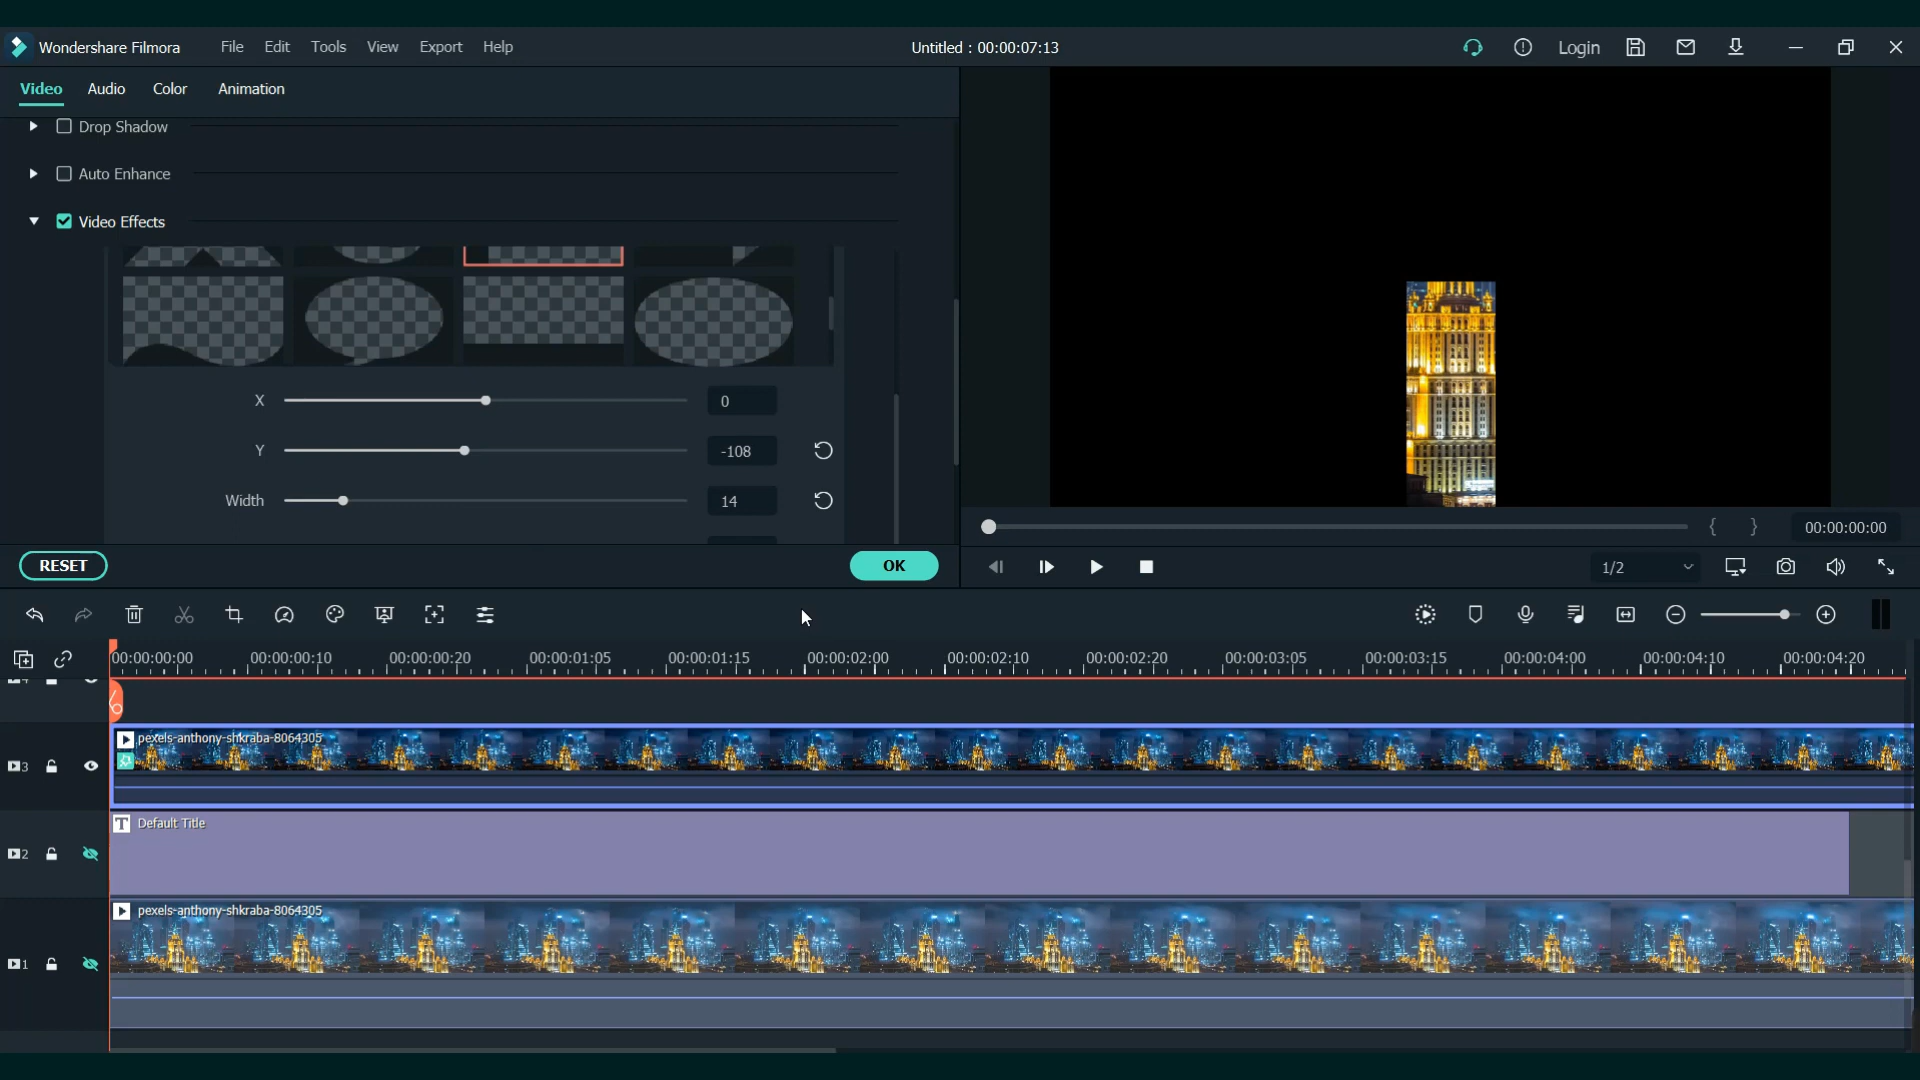 Wondershare Filmora File Edit Tools View Export Help Untitled : 00:00:07:13 Login
Video Audio Color Animation
Drop Shadow
Auto Enhance
Video Effects
X 0
Y -108
Width 14
RESET OK
{ } 00:00:00:00
1/2
00:00:00:00 00:00:00:10 00:00:00:20 00:00:01:05 00:00:01:15 00:00:02:00 00:00:02:10 00:00:02:20 00:00:03:05 00:00:03:15 00:00:04:00 00:00:04:10 00:00:04:20
4
pexels-anthony-shkraba-8064305
3
T Default Title
2
pexels-anthony-shkraba-8064305
1